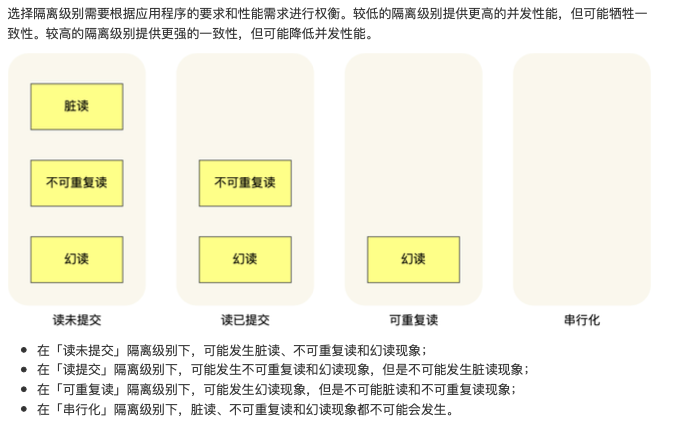 选择隔离级别需要根据应用程序的要求和性能需求进行权衡。较低的隔离级别提供更高的并发性能，但可能牺牲一
致性。较高的隔离级别提供更强的一致性，但可能降低并发性能。
脏读
不可重复读
不可重复读
幻读
幻读
幻读
读未提交
读已提交
可重复读
串行化
在「读未提交」隔离级别下，可能发生脏读、不可重复读和幻读现象；
在「读提交」隔离级别下，可能发生不可重复读和幻读现象，但是不可能发生脏读现象；
在「可重复读」隔离级别下，可能发生幻读现象，但是不可能脏读和不可重复读现象；
在「串行化」隔离级别下，脏读、不可重复读和幻读现象都不可能会发生。